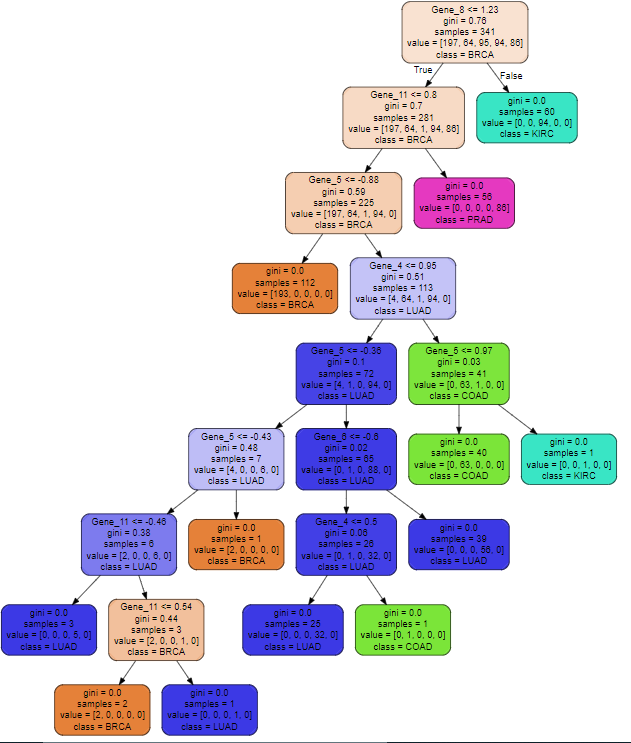 Gene_8 <= 1.23
gini = 0.76
samples = 341
value = [197, 64, 95, 94, 86]
class = BRCA
True
False
Gene_11 <= 0.8
gini = 0.7
samples = 281
value = [197, 64, 1, 94, 86]
class = BRCA
gini = 0.0
samples = 60
value = [0, 0, 94, 0, 0]
class = KIRC
Gene_5 <= -0.88
gini = 0.59
samples = 225
value = [197, 64, 1, 94, 0]
class = BRCA
gini = 0.0
samples = 56
value = [0, 0, 0, 0, 86]
class = PRAD
gini = 0.0
samples = 112
value = [193, 0, 0, 0, 0]
class = BRCA
Gene_4 <= 0.95
gini = 0.51
samples = 113
value = [4, 64, 1, 94, 0]
class = LUAD
Gene_5 <= -0.36
gini = 0.1
samples = 72
value = [4, 1, 0, 94, 0]
class = LUAD
Gene_5 <= 0.97
gini = 0.03
samples = 41
value = [0, 63, 1, 0, 0]
class = COAD
Gene_5 <= -0.43
gini = 0.48
samples = 7
value = [4, 0, 0, 6, 0]
class = LUAD
Gene_6 <= -0.6
gini = 0.02
samples = 65
value = [0, 1, 0, 88, 0]
class = LUAD
gini = 0.0
samples = 40
value = [0, 63, 0, 0, 0]
class = COAD
gini = 0.0
samples = 1
value = [0, 0, 1, 0, 0]
class = KIRC
Gene_11 <= -0.46
gini = 0.38
samples = 6
value = [2, 0, 0, 6, 0]
class = LUAD
gini = 0.0
samples = 1
value = [2, 0, 0, 0, 0]
class = BRCA
Gene_4 <= 0.5
gini = 0.06
samples = 26
value = [0, 1, 0, 32, 0]
class = LUAD
gini = 0.0
samples = 39
value = [0, 0, 0, 56, 0]
class = LUAD
gini = 0.0
samples = 3
value = [0, 0, 0, 5, 0]
class = LUAD
Gene_11 <= 0.54
gini = 0.44
samples = 3
value = [2, 0, 0, 1, 0]
class = BRCA
gini = 0.0
samples = 25
value = [0, 0, 0, 32, 0]
class = LUAD
gini = 0.0
samples = 1
value = [0, 1, 0, 0, 0]
class = COAD
gini = 0.0
samples = 2
value = [2, 0, 0, 0, 0]
class = BRCA
gini = 0.0
samples = 1
value = [0, 0, 0, 1, 0]
class = LUAD